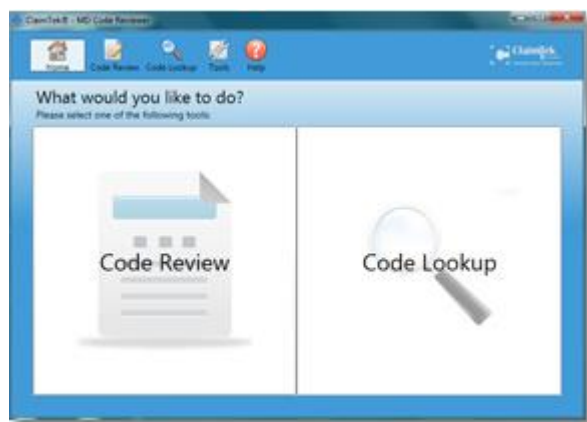 ClaimTek® - MD Code Reviewer
Home Code Review Code Lookup Tools Help
ClaimTek
What would you like to do?
Please select one of the following tools
Code Review
Code Lookup